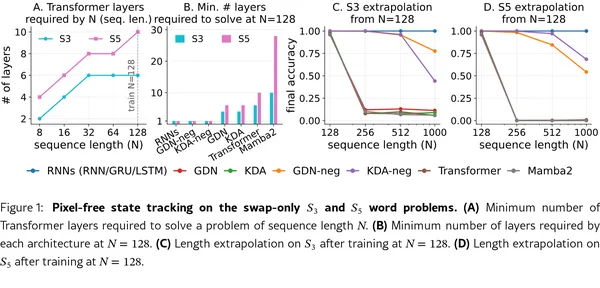 A. Transformer layers
required by N (seq. len.)
S3 S5
10
8
6
4
2
# of layers
train N=128
8 16 32 64 128
sequence length (N)
B. Min. # layers
required to solve at N=128
S3 S5
30
20
10
1
RNNs
GDN-neg
KDA-neg
GDN
KDA
Transformer
Mamba2
C. S3 extrapolation
from N=128
1.00
0.75
0.50
0.25
0.00
final accuracy
128 256 512 1000
sequence length (N)
D. S5 extrapolation
from N=128
1.00
0.75
0.50
0.25
0.00
128 256 512 1000
sequence length (N)
RNNs (RNN/GRU/LSTM) GDN KDA GDN-neg KDA-neg Transformer Mamba2
Figure 1: Pixel-free state tracking on the swap-only S₃ and S₅ word problems. (A) Minimum number of
Transformer layers required to solve a problem of sequence length N. (B) Minimum number of layers required by
each architecture at N = 128. (C) Length extrapolation on S₃ after training at N = 128. (D) Length extrapolation on
S₅ after training at N = 128.